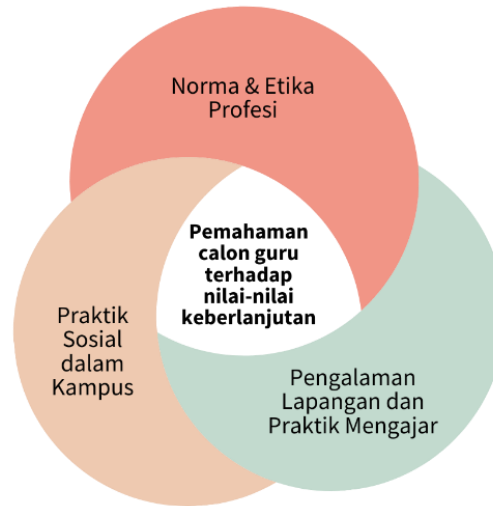 Norma & Etika
Profesi
Pemahaman
calon guru
terhadap
nilai-nilai
keberlanjutan
Praktik
Sosial
dalam
Kampus
Pengalaman
Lapangan dan
Praktik Mengajar